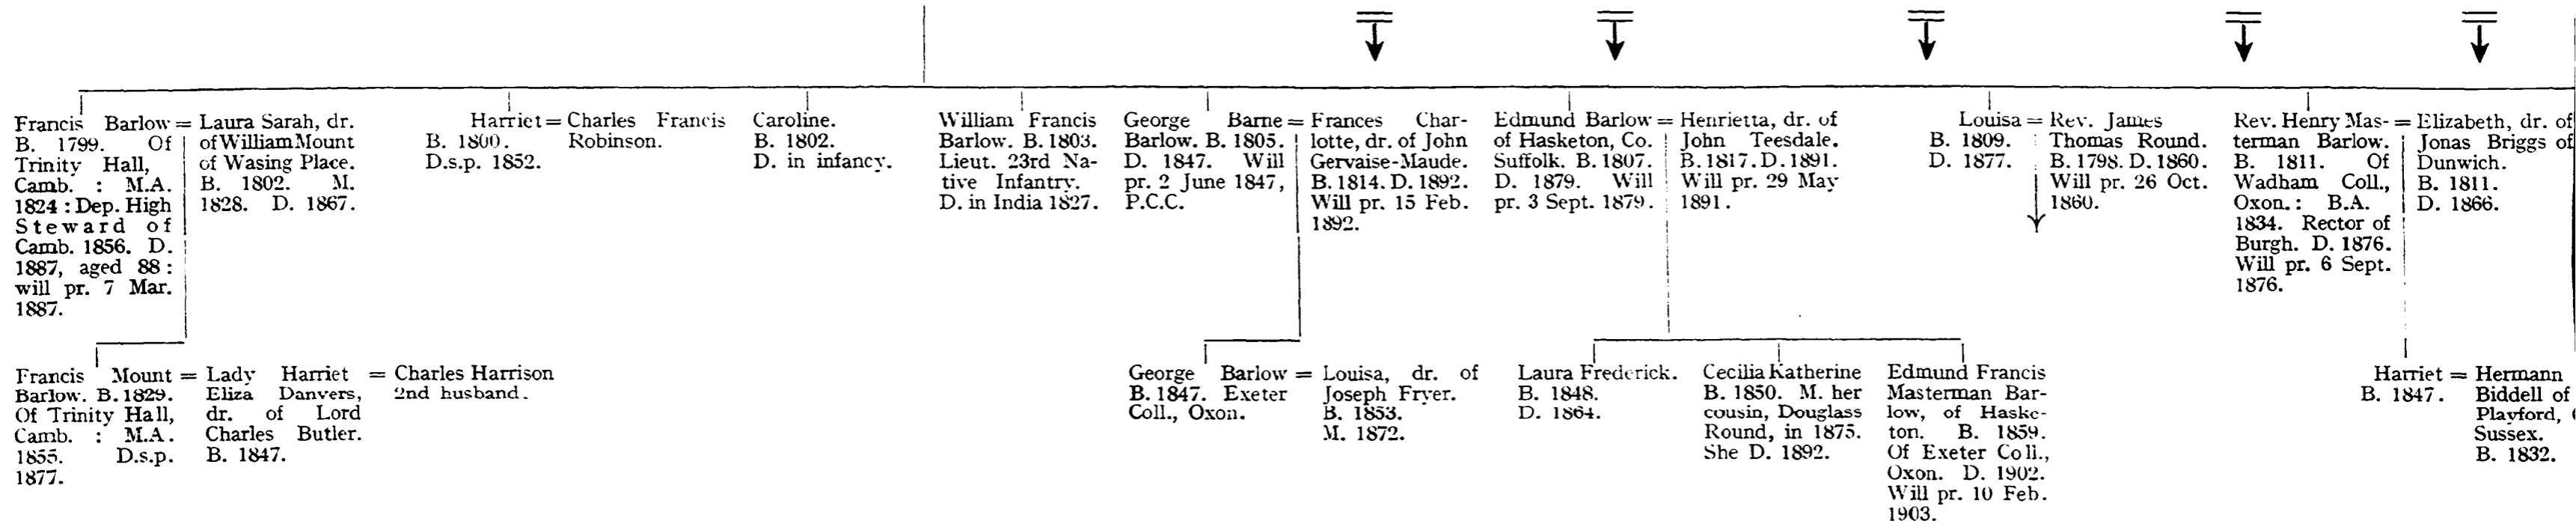 Francis Barlow =
B. 1799. Of
Trinity Hall,
Camb. : M.A.
1824 : Dep. High
Steward of
Camb. 1856. D.
1887, aged 88 :
will pr. 7 Mar.
1887.
Laura Sarah, dr.
of William Mount
of Wasing Place.
B. 1802. M.
1828. D. 1867.
Harriet =
B. 1800.
D.s.p. 1852.
Charles Francis
Robinson.
Caroline.
B. 1802.
D. in infancy.
William Francis
Barlow. B. 1803.
Lieut. 23rd Na-
tive Infantry.
D. in India 1827.
George Barne =
Barlow. B. 1805.
D. 1847. Will
pr. 2 June 1847,
P.C.C.
Frances Char-
lotte, dr. of John
Gervaise-Maude.
B. 1814. D. 1892.
Will pr. 15 Feb.
1892.
Edmund Barlow =
of Hasketon, Co.
Suffolk. B. 1807.
D. 1879. Will
pr. 3 Sept. 1879.
Henrietta, dr. of
John Teesdale.
B. 1817. D. 1891.
Will pr. 29 May
1891.
Louisa =
B. 1809.
D. 1877.
Rev. James
Thomas Round.
B. 1798. D. 1860.
Will pr. 26 Oct.
1860.
Rev. Henry Mas- =
terman Barlow.
B. 1811. Of
Wadham Coll.,
Oxon. : B.A.
1834. Rector of
Burgh. D. 1876.
Will pr. 6 Sept.
1876.
Elizabeth, dr. of
Jonas Briggs of
Dunwich.
B. 1811.
D. 1866.
Francis Mount =
Barlow. B. 1829.
Of Trinity Hall,
Camb. : M.A.
1855. D.s.p.
1877.
Lady Harriet =
Eliza Danvers,
dr. of Lord
Charles Butler.
B. 1847.
Charles Harrison
2nd husband.
George Barlow =
B. 1847. Exeter
Coll., Oxon.
Louisa, dr. of
Joseph Fryer.
B. 1853.
M. 1872.
Laura Frederick.
B. 1848.
D. 1864.
Cecilia Katherine
B. 1850. M. her
cousin, Douglass
Round, in 1875.
She D. 1892.
Edmund Francis
Masterman Bar-
low, of Haske-
ton. B. 1859.
Of Exeter Coll.,
Oxon. D. 1902.
Will pr. 10 Feb.
1903.
Harriet =
B. 1847.
Hermann
Biddell of
Playford,
Sussex.
B. 1832.